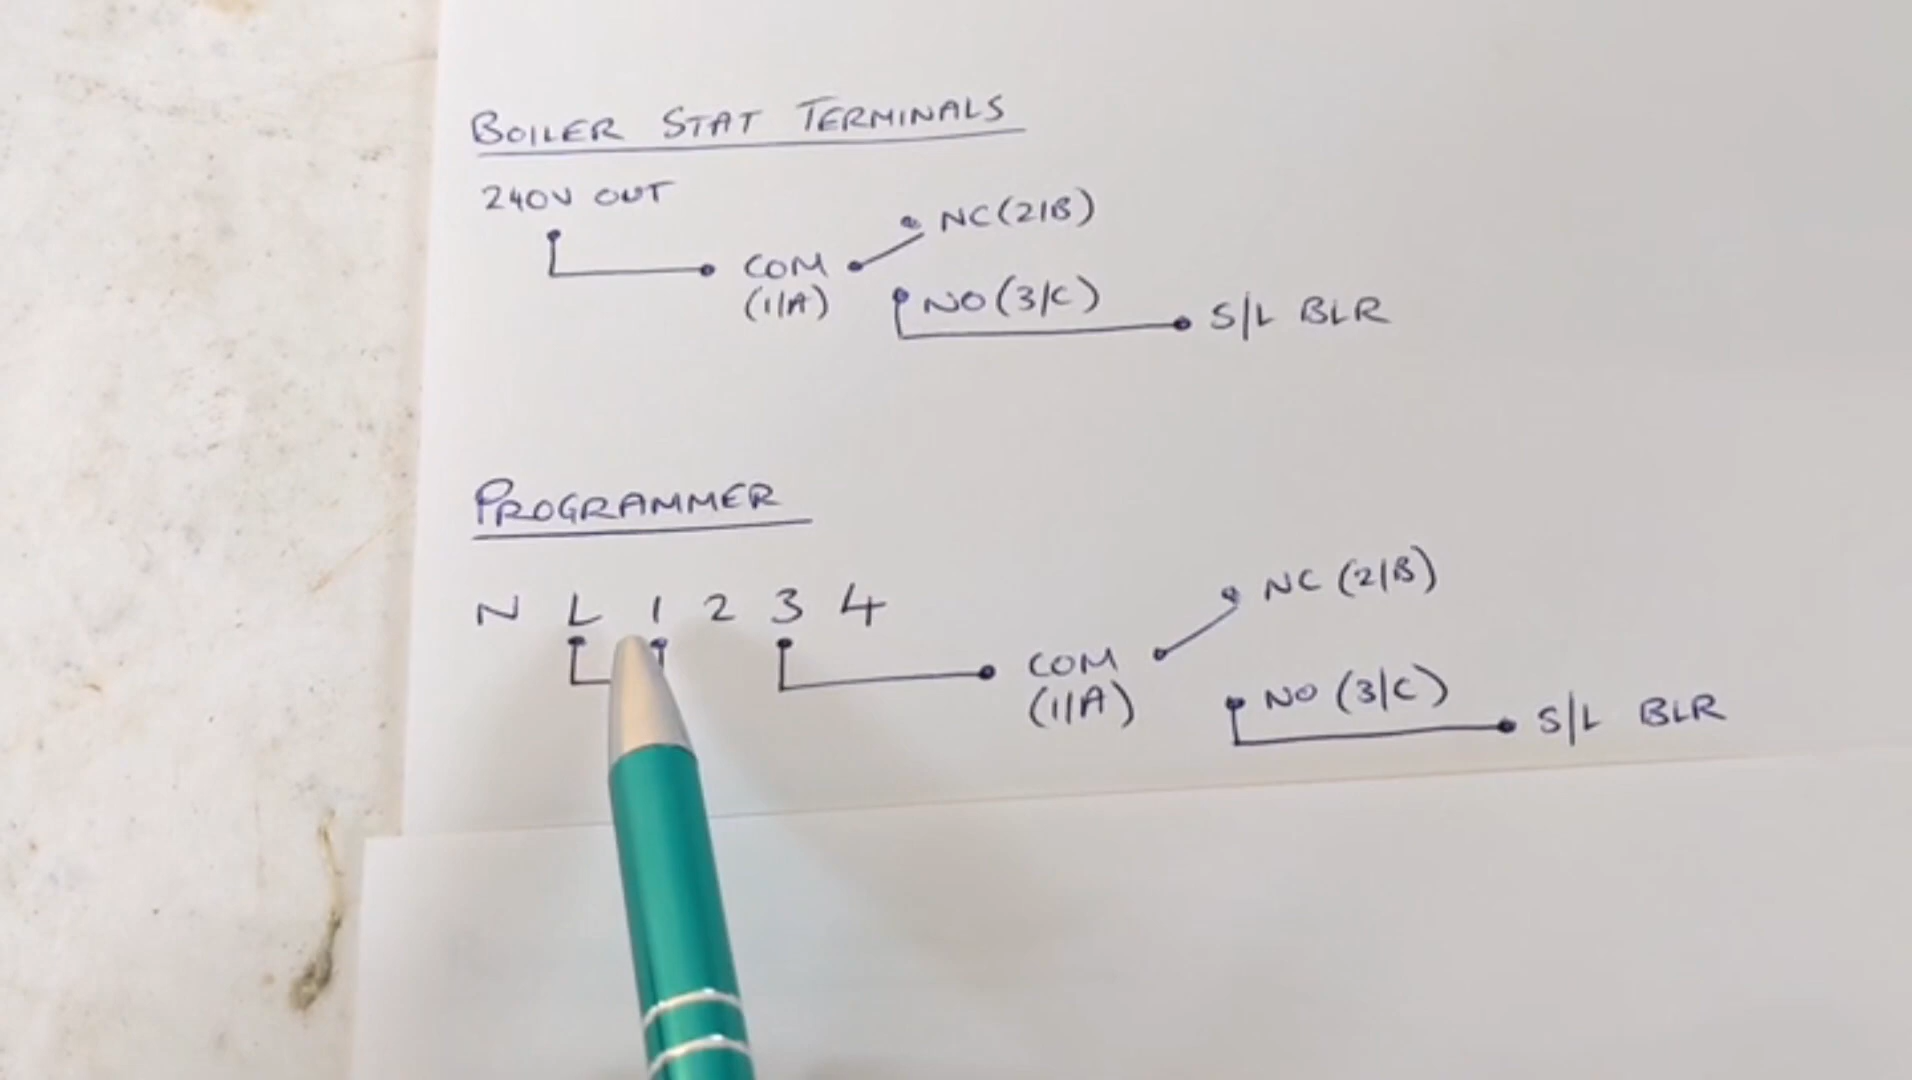 BOILER STAT TERMINALS
240V OUT
NC (2/B)
COM
(1/A)
NO (3/C)
S/L BLR
PROGRAMMER
N L 1 2 3 4
NC (2/B)
COM
(1/A)
NO (3/C)
S/L BLR